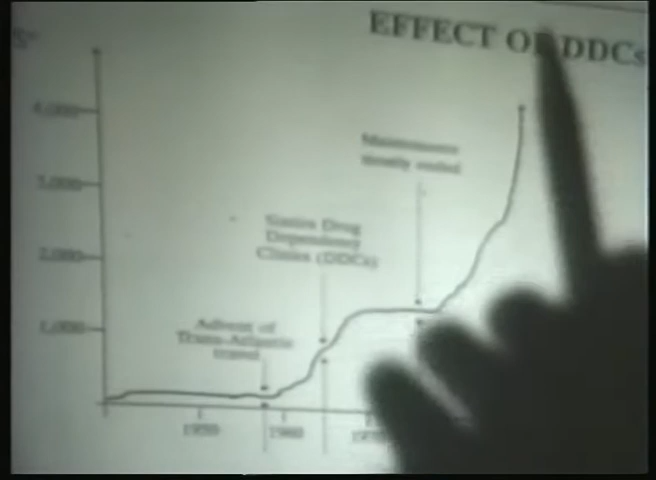 EFFECT OF DDCs
4,000
Maintenance
3,000
Drug
Dependency
Clinics (DDCs)
2,000
Advent of
Trans-Atlantic
travel
1,000
1950
1960